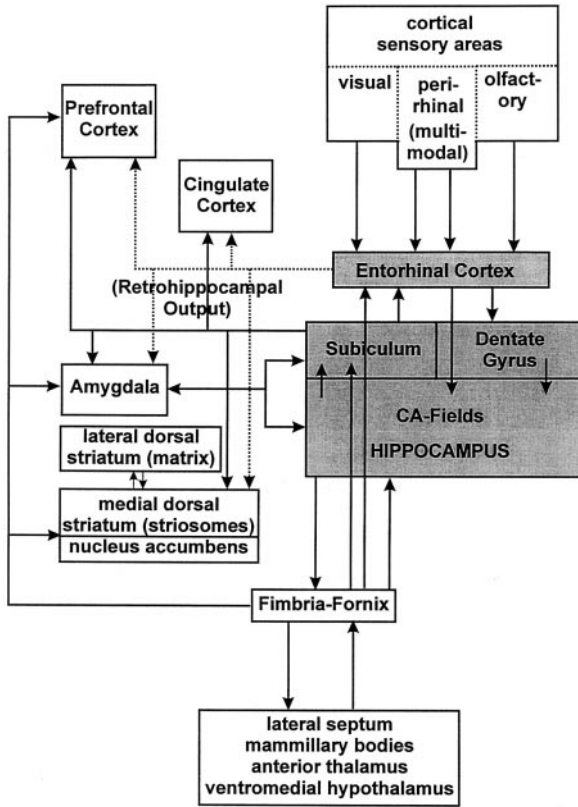 cortical
sensory areas
visual
peri-
rhinal
(multi-
modal)
olfact-
ory
Prefrontal
Cortex
Cingulate
Cortex
Entorhinal Cortex
(Retrohippocampal
Output)
Subiculum
Dentate
Gyrus
Amygdala
CA-Fields
HIPPOCAMPUS
lateral dorsal
striatum (matrix)
medial dorsal
striatum (striosomes)
nucleus accumbens
Fimbria-Fornix
lateral septum
mammillary bodies
anterior thalamus
ventromedial hypothalamus